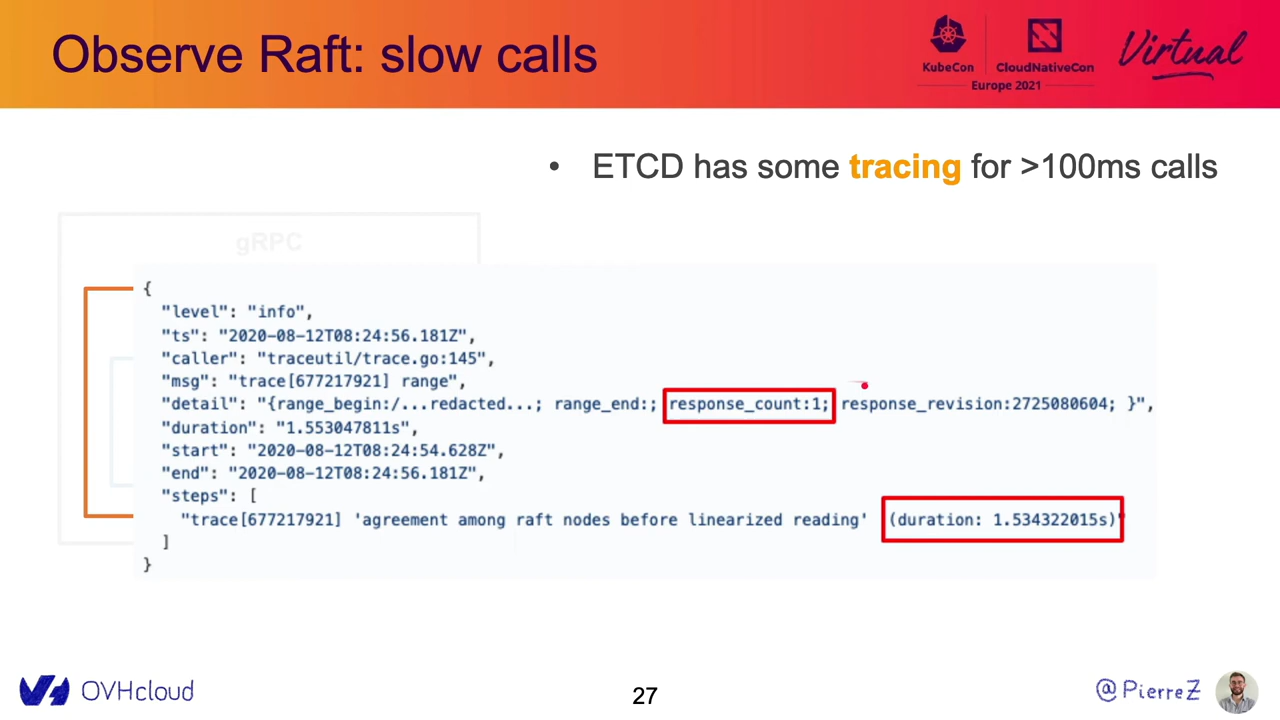 Observe Raft: slow calls
KubeCon
CloudNativeCon
Europe 2021
Virtual
• ETCD has some tracing for >100ms calls
gRPC
{
"level": "info",
"ts": "2020-08-12T08:24:56.181Z",
"caller": "traceutil/trace.go:145",
"msg": "trace[677217921] range",
"detail": "{range_begin:/...redacted...; range_end:; response_count:1; response_revision:2725080604; }",
"duration": "1.553047811s",
"start": "2020-08-12T08:24:54.628Z",
"end": "2020-08-12T08:24:56.181Z",
"steps": [
"trace[677217921] 'agreement among raft nodes before linearized reading' (duration: 1.534322015s)"
]
}
OVHcloud
27
@PierreZ